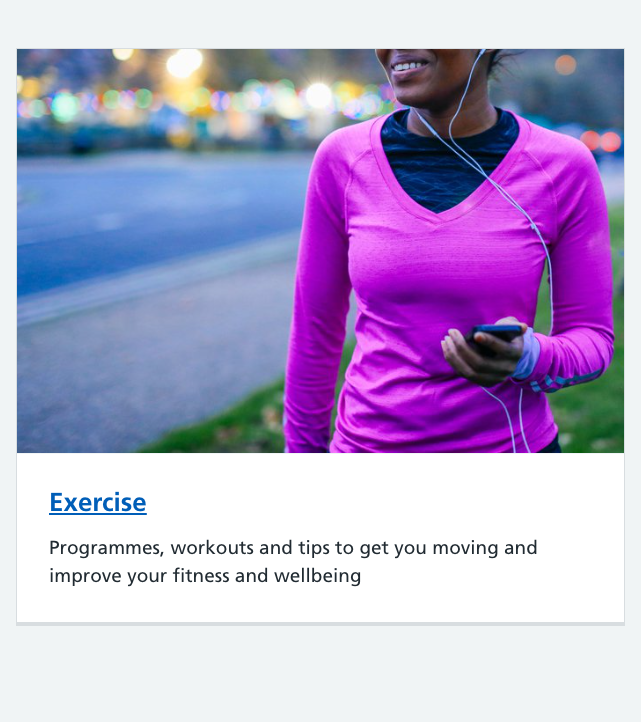 Exercise
Programmes, workouts and tips to get you moving and
improve your fitness and wellbeing